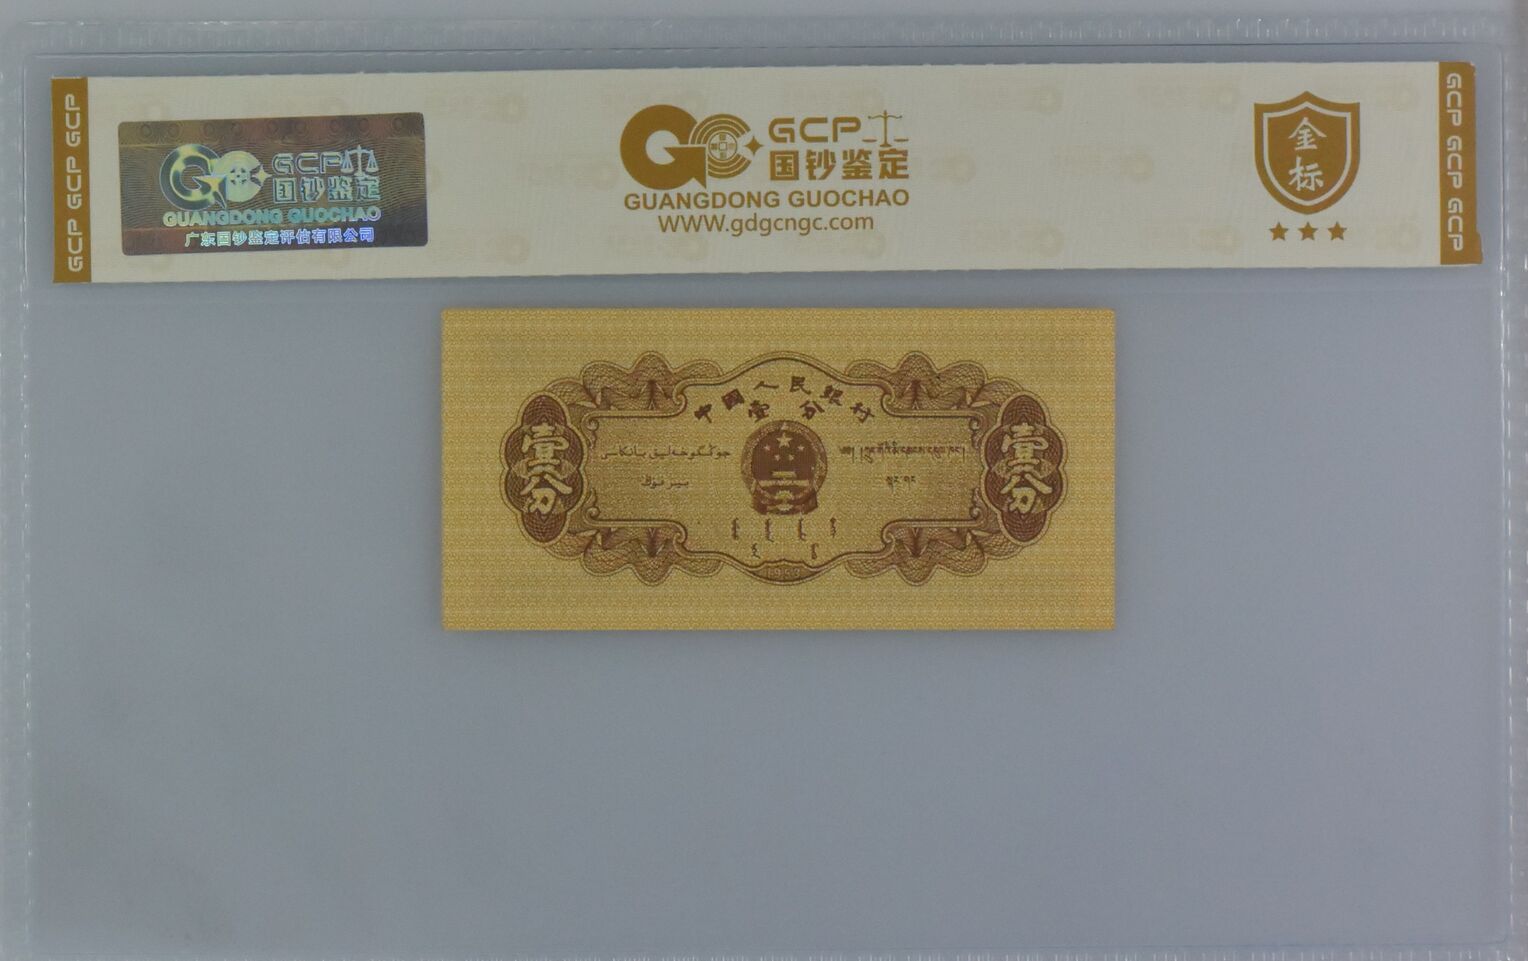 GCP GCP GCP
GCP 国钞鉴定
GUANGDONG GUOCHAO
广东国钞鉴定评估有限公司
GCP
国钞鉴定
GUANGDONG GUOCHAO
WWW.gdgcngc.com
金标
GCP GCP GCP
中国人民银行
壹分
壹分
壹分
1953